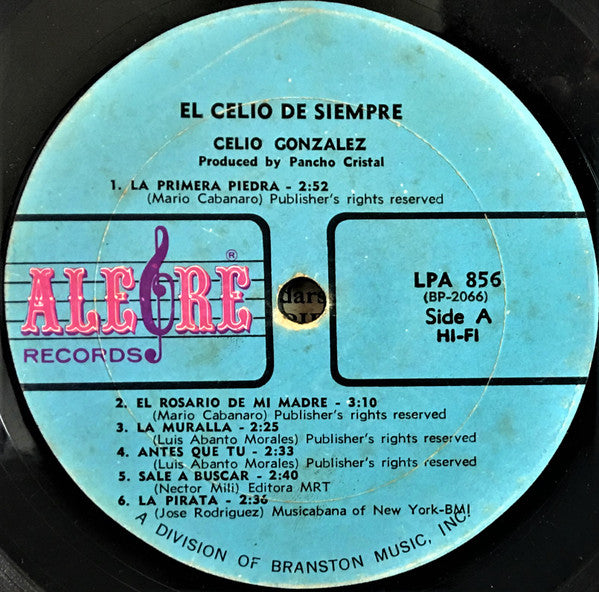 EL CELIO DE SIEMPRE
CELIO GONZALEZ
Produced by Pancho Cristal
1. LA PRIMERA PIEDRA - 2:52
(Mario Cabanaro) Publisher's rights reserved
ALEGRE®
RECORDS
LPA 856
(BP-2066)
Side A
HI-FI
2. EL ROSARIO DE MI MADRE - 3:10
(Mario Cabanaro) Publisher's rights reserved
3. LA MURALLA - 2:25
(Luis Abanto Morales) Publisher's rights reserved
4. ANTES QUE TU - 2:33
(Luis Abanto Morales) Publisher's rights reserved
5. SALE A BUSCAR - 2:40
(Nector Mili) Editora MRT
6. LA PIRATA - 2:36
(Jose Rodriguez) Musicabana of New York-BMI
A DIVISION OF BRANSTON MUSIC, INC.